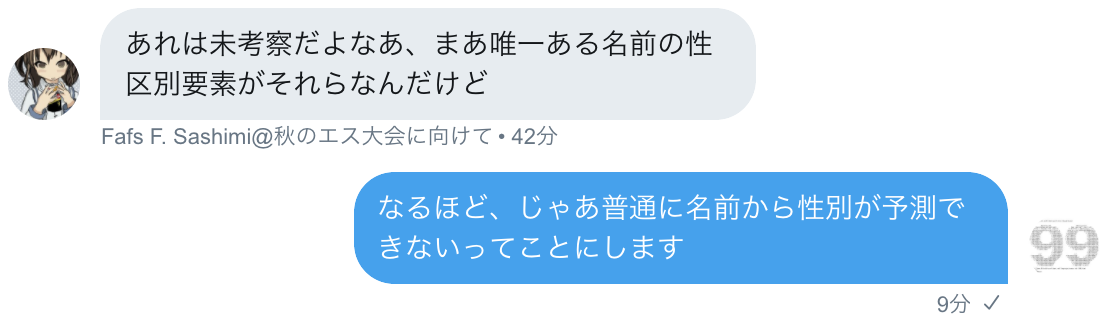 あれは未考察だよなあ、まあ唯一ある名前の性
区別要素がそれらなんだけど
Fafs F. Sashimi@秋のエス大会に向けて • 42分
なるほど、じゃあ普通に名前から性別が予測で
きないってことにします
99
9分 ✓